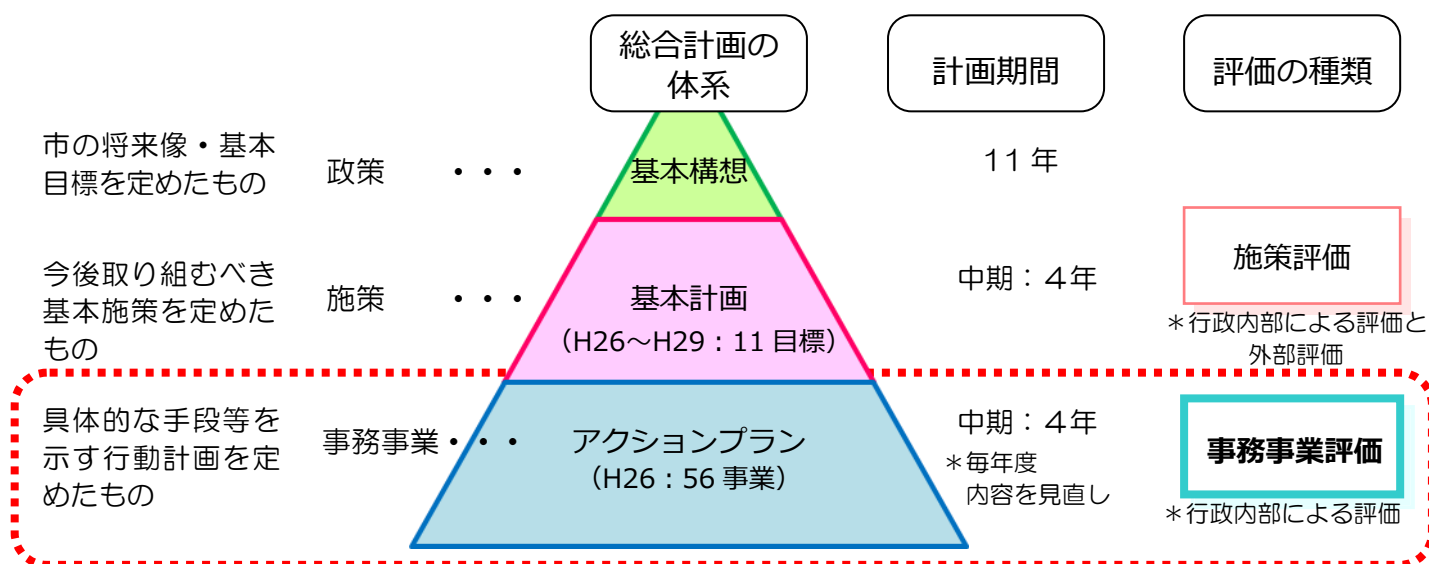 総合計画の
体系
計画期間
評価の種類
市の将来像・基本
目標を定めたもの
政策 ・・・
基本構想
11年
今後取り組むべき
基本施策を定めた
もの
施策 ・・・
基本計画
（H26～H29：11目標）
中期：４年
施策評価
＊行政内部による評価と
外部評価
具体的な手段等を
示す行動計画を定
めたもの
事務事業・・・
アクションプラン
（H26：56事業）
中期：４年
＊毎年度
内容を見直し
事務事業評価
＊行政内部による評価